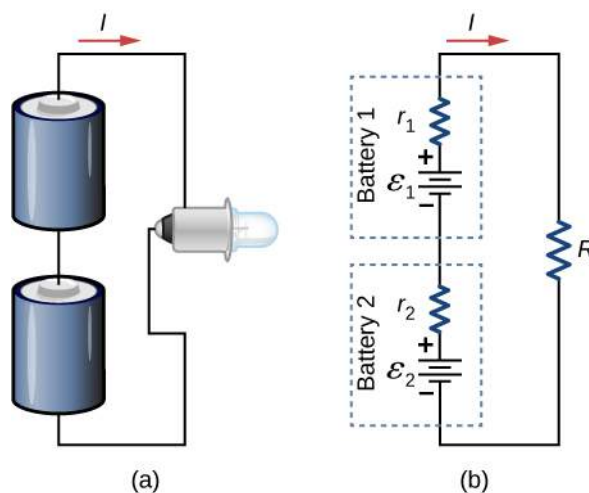 I
(a)
I
Battery 1
r₁
+
ε₁
−
R
Battery 2
r₂
+
ε₂
−
(b)